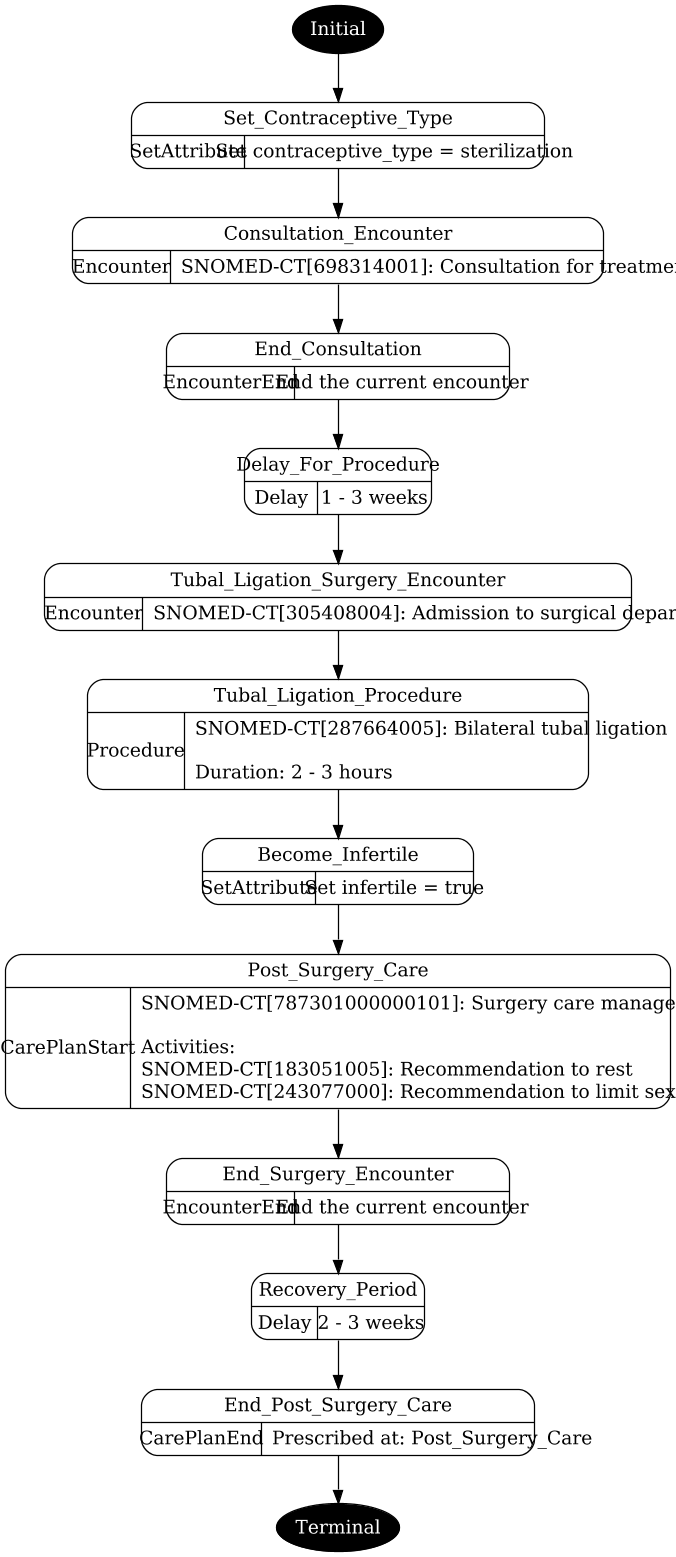 Initial
Set_Contraceptive_Type
SetAttribute Set contraceptive_type = sterilization
Consultation_Encounter
Encounter SNOMED-CT[698314001]: Consultation for
End_Consultation
EncounterEnd End the current encounter
Delay_For_Procedure
Delay 1 - 3 weeks
Tubal_Ligation_Surgery_Encounter
Encounter SNOMED-CT[305408004]: Admission to surgical
Tubal_Ligation_Procedure
SNOMED-CT[287664005]: Bilateral tubal ligation
Procedure
Duration: 2 - 3 hours
Become_Infertile
SetAttribute Set infertile = true
Post_Surgery_Care
SNOMED-CT[787301000000101]: Surgery care
CarePlanStart Activities:
SNOMED-CT[183051005]: Recommendation to rest
SNOMED-CT[243077000]: Recommendation to limit
End_Surgery_Encounter
EncounterEnd End the current encounter
Recovery_Period
Delay 2 - 3 weeks
End_Post_Surgery_Care
CarePlanEnd Prescribed at: Post_Surgery_Care
Terminal